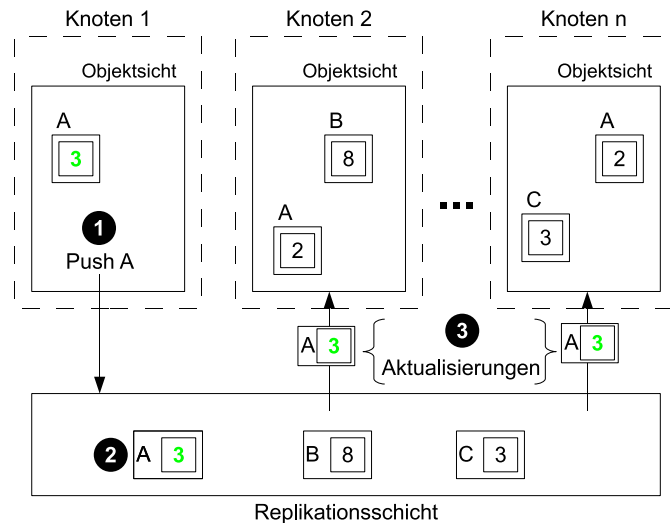 Knoten 1 Knoten 2 Knoten n
Objektsicht Objektsicht Objektsicht
A B A
3 8 2
A C
1 2 3
Push A
A 3 3 A 3
Aktualisierungen
2 A 3 B 8 C 3
Replikationsschicht